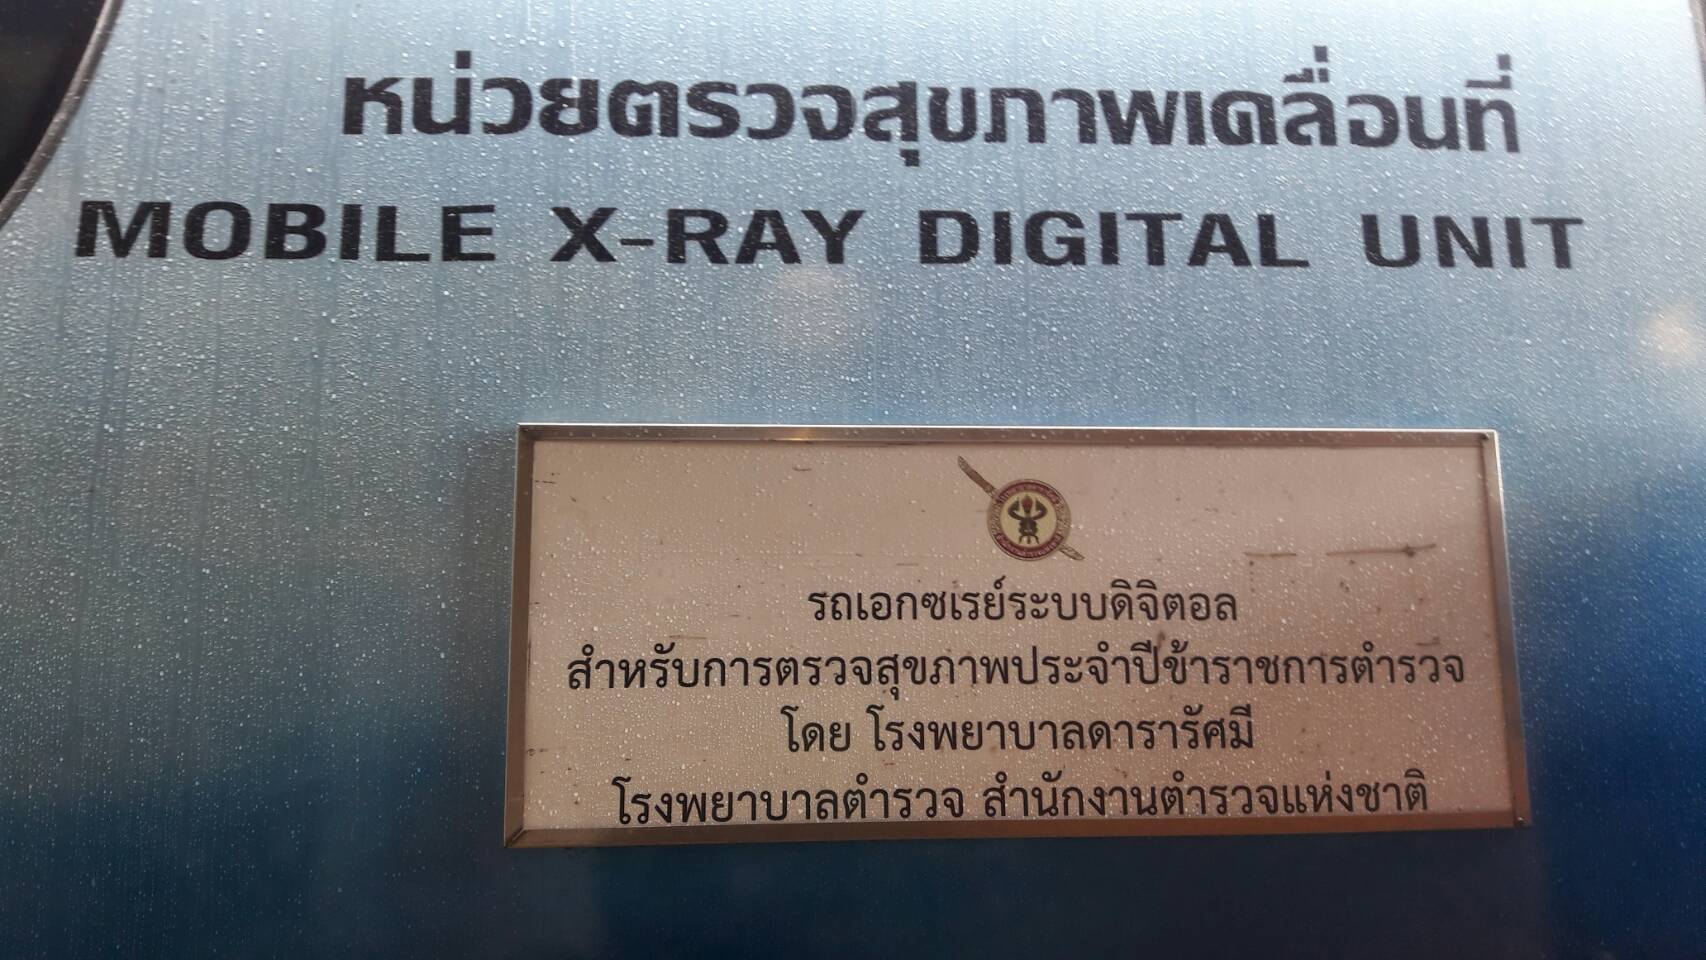 หน่วยตรวจสุขภาพเคลื่อนที่
MOBILE X-RAY DIGITAL UNIT
รถเอกซเรย์ระบบดิจิตอล
สำหรับการตรวจสุขภาพประจำปีข้าราชการตำรวจ
โดย โรงพยาบาลดารารัศมี
โรงพยาบาลตำรวจ สำนักงานตำรวจแห่งชาติ